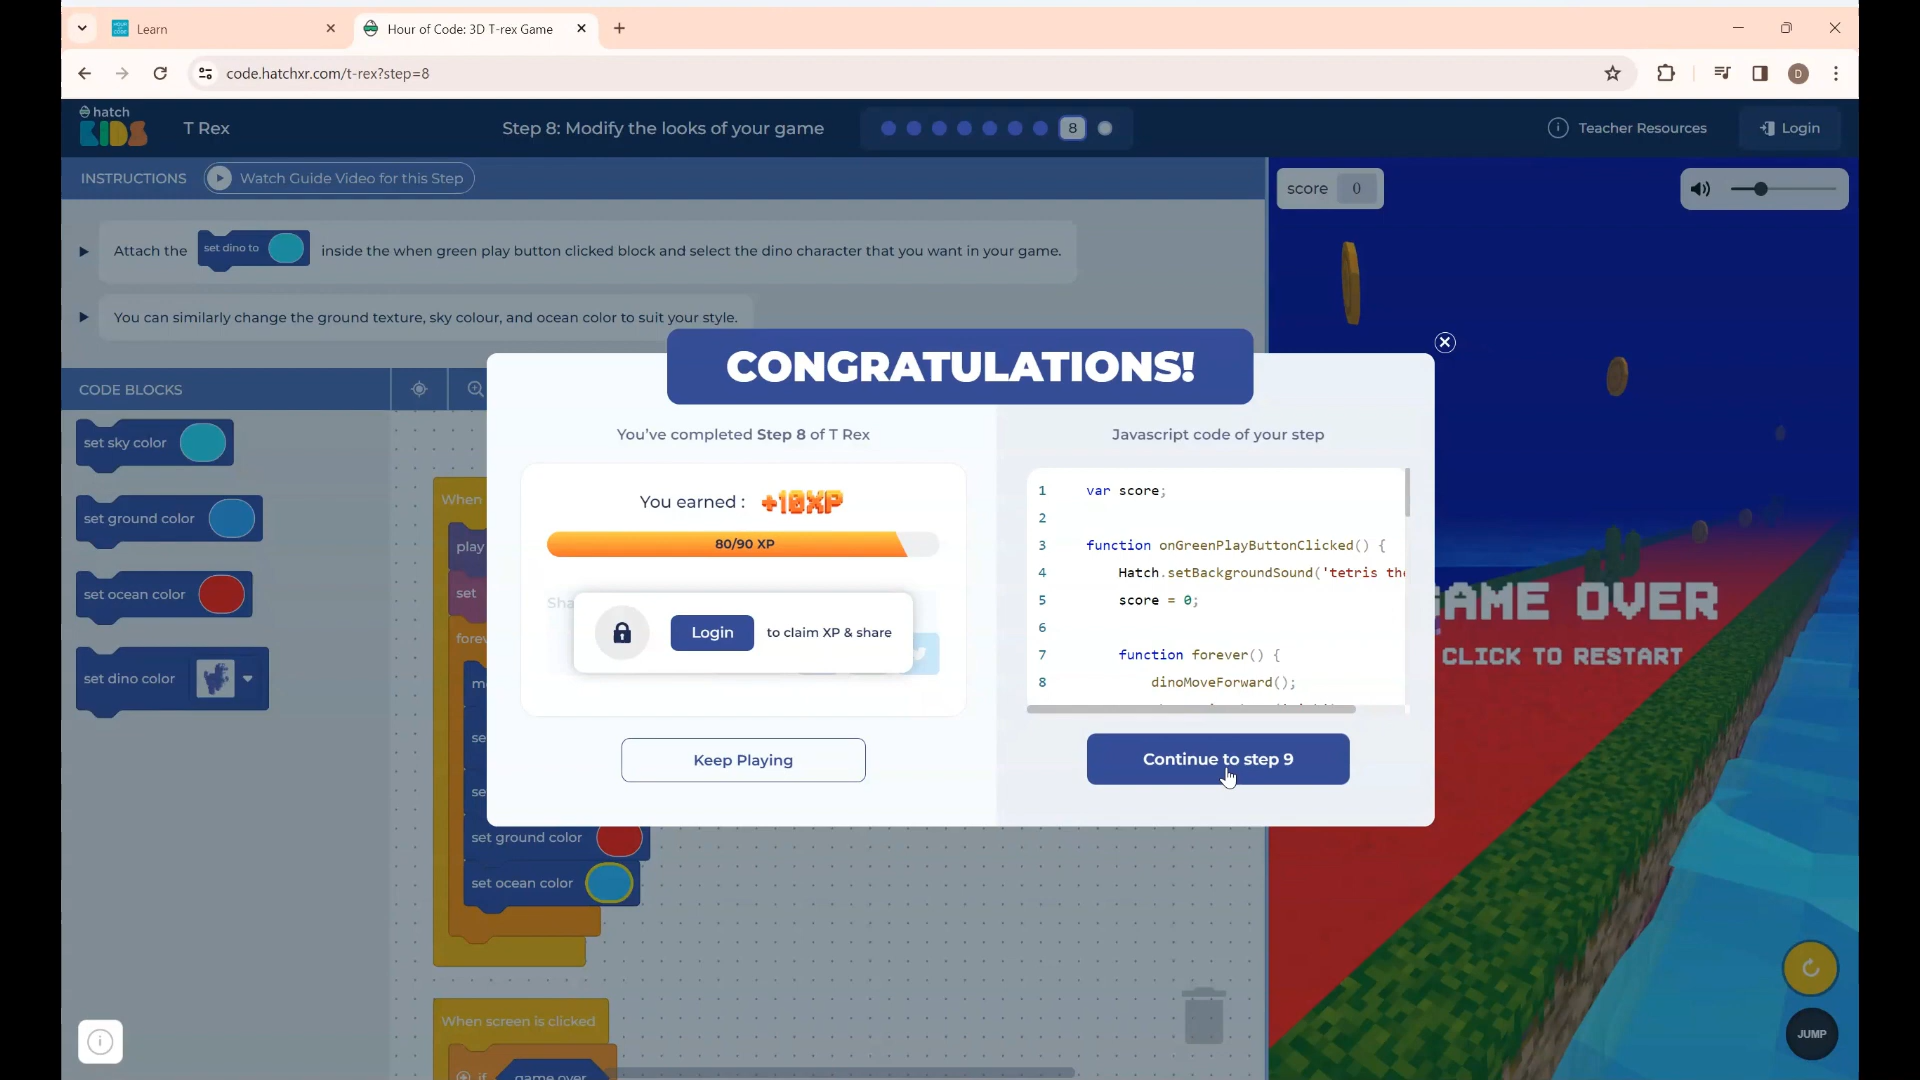 Learn
Hour of Code: 3D T-rex Game
code.hatchxr.com/t-rex?step=8
D
hatch
KIDS
T Rex
Step 8: Modify the looks of your game
8
Teacher Resources
Login
INSTRUCTIONS
Watch Guide Video for this Step
score 0
Attach the set dino to inside the when green play button clicked block and select the dino character that you want in your game.
You can similarly change the ground texture, sky colour, and ocean color to suit your style.
CODE BLOCKS
set sky color
set ground color
set ocean color
set dino color
When
play
set
set ground color
set ocean color
When screen is clicked
if game over
CONGRATULATIONS!
You've completed Step 8 of T Rex
You earned : +10XP
80/90 XP
Sha
Login to claim XP & share
Keep Playing
Javascript code of your step
1 var score;
2
3 function onGreenPlayButtonClicked() {
4 Hatch.setBackgroundSound('tetris the
5 score = 0;
6
7 function forever() {
8 dinoMoveForward();
Continue to step 9
GAME OVER
CLICK TO RESTART
JUMP